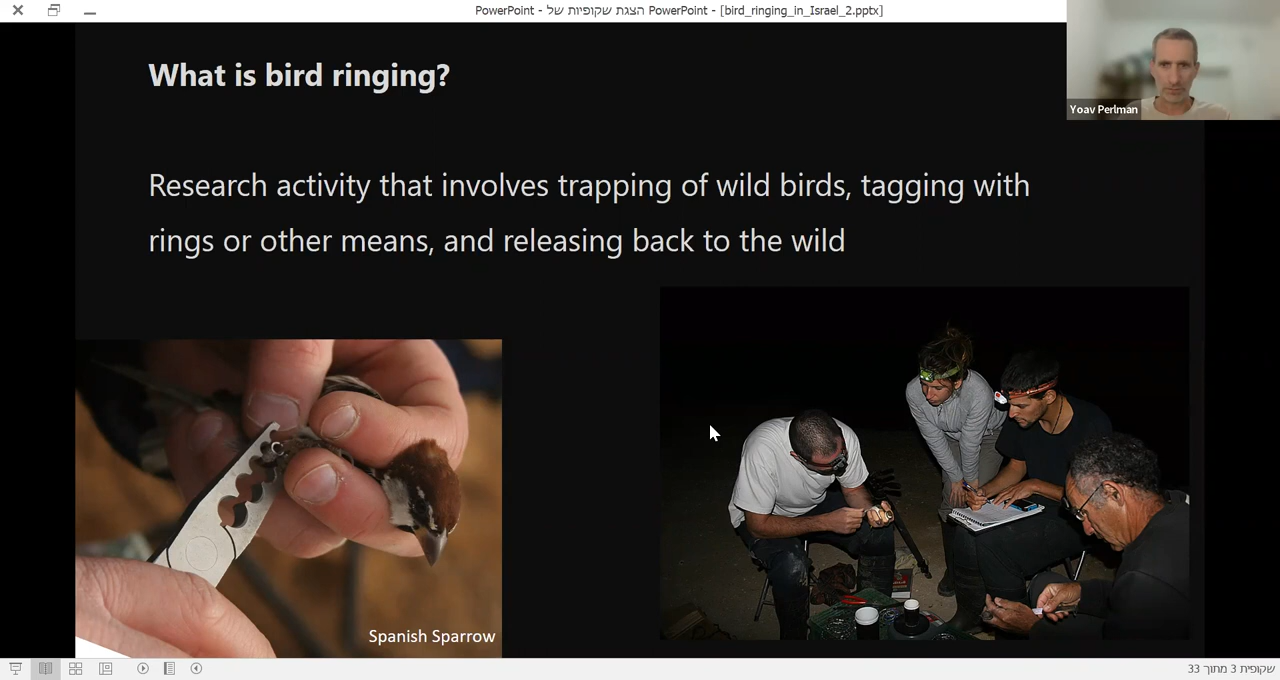 PowerPoint - הצגת שקופיות של PowerPoint - [bird_ringing_in_Israel_2.pptx]
Yoav Perlman
What is bird ringing?
Research activity that involves trapping of wild birds, tagging with
rings or other means, and releasing back to the wild
Spanish Sparrow
שקופית 3 מתוך 33